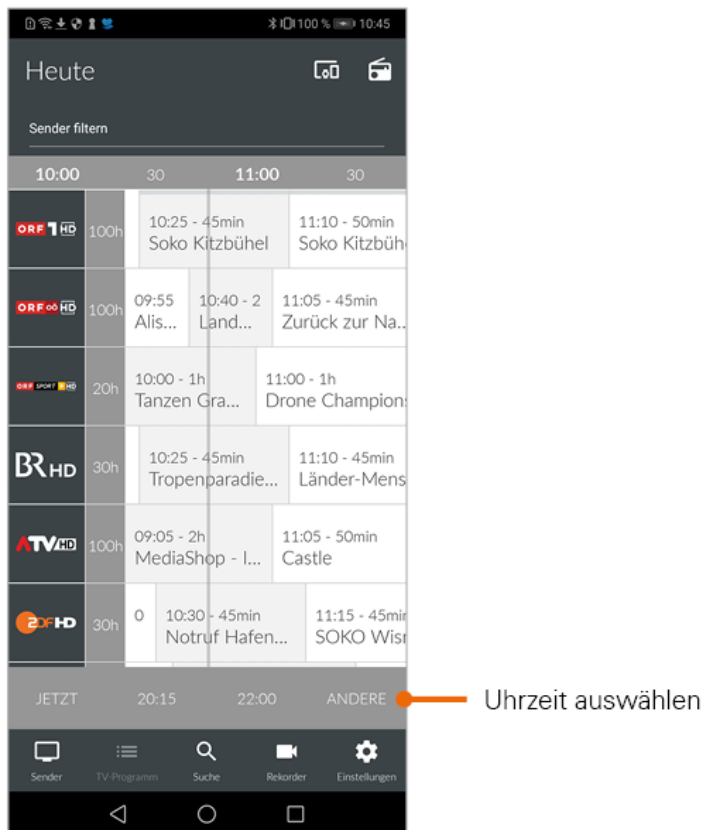 100 % 10:45
Heute
Sender filtern
10:00 30 11:00 30
ORF 1 HD 100h 10:25 - 45min 11:10 - 50min
Soko Kitzbühel Soko Kitzbüh
ORF OÖ HD 100h 09:55 10:40 - 2 11:05 - 45min
Alis... Land... Zurück zur Na..
ORF SPORT + HD 20h 10:00 - 1h 11:00 - 1h
Tanzen Gra... Drone Champion
BR HD 30h 10:25 - 45min 11:10 - 45min
Tropenparadie... Länder-Mens
ATV HD 100h 09:05 - 2h 11:05 - 50min
MediaShop - I... Castle
ZDF HD 30h 0 10:30 - 45min 11:15 - 45min
Notruf Hafen... SOKO Wisr
JETZT 20:15 22:00 ANDERE Uhrzeit auswählen
Sender TV-Programm Suche Rekorder Einstellungen